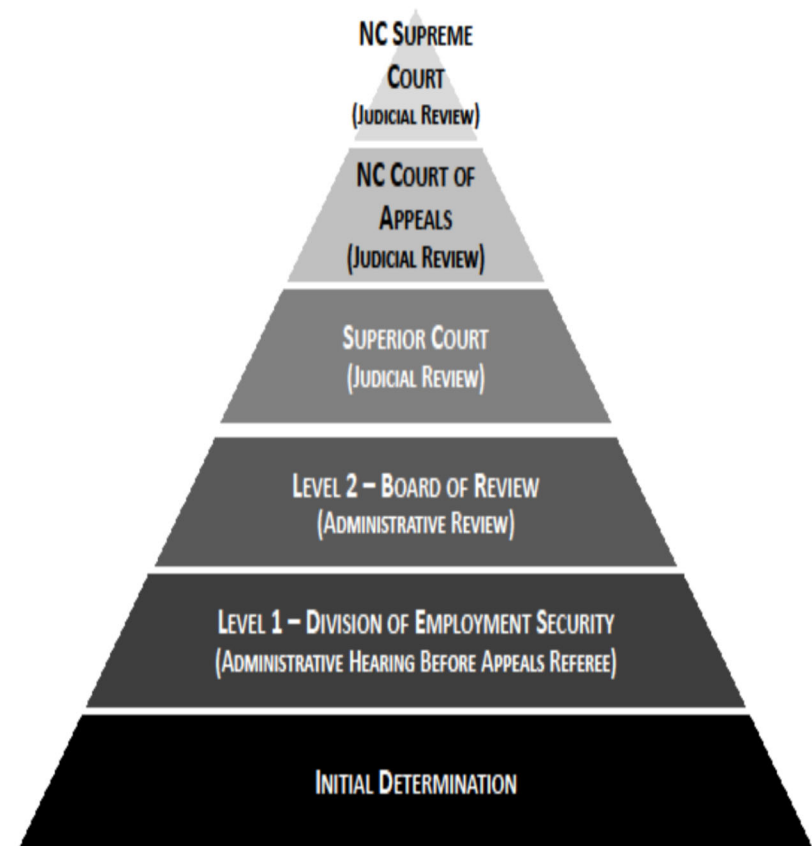 NC SUPREME
COURT
(JUDICIAL REVIEW)
NC COURT OF
APPEALS
(JUDICIAL REVIEW)
SUPERIOR COURT
(JUDICIAL REVIEW)
LEVEL 2 – BOARD OF REVIEW
(ADMINISTRATIVE REVIEW)
LEVEL 1 – DIVISION OF EMPLOYMENT SECURITY
(ADMINISTRATIVE HEARING BEFORE APPEALS REFEREE)
INITIAL DETERMINATION